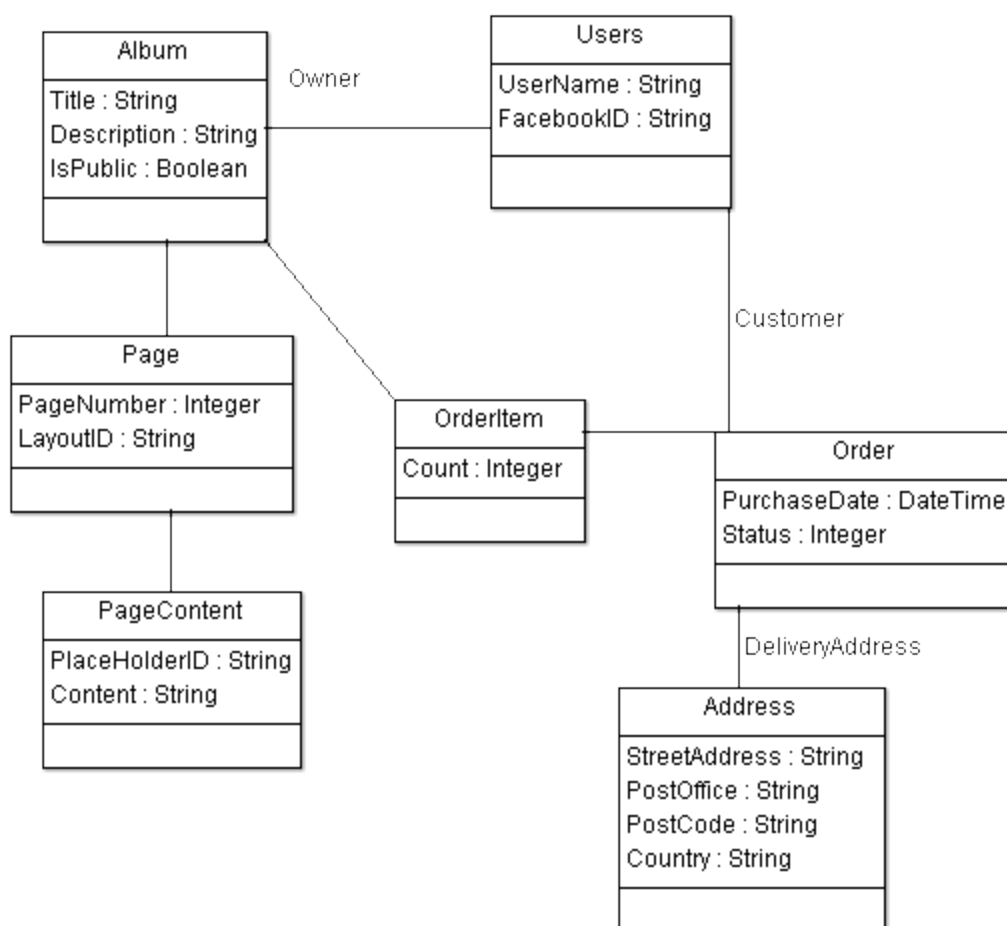 Album
Title : String
Description : String
IsPublic : Boolean
Owner
Users
UserName : String
FacebookID : String
Customer
Page
PageNumber : Integer
LayoutID : String
OrderItem
Count : Integer
Order
PurchaseDate : DateTime
Status : Integer
PageContent
PlaceHolderID : String
Content : String
DeliveryAddress
Address
StreetAddress : String
PostOffice : String
PostCode : String
Country : String